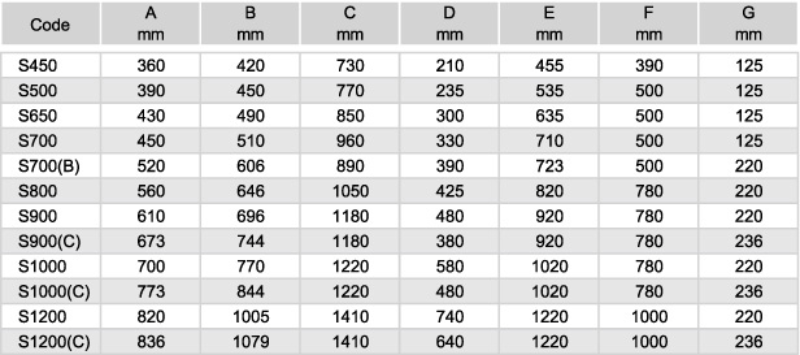 Code A B C D E F G
mm mm mm mm mm mm mm
S450 360 420 730 210 455 390 125
S500 390 450 770 235 535 500 125
S650 430 490 850 300 635 500 125
S700 450 510 960 330 710 500 125
S700(B) 520 606 890 390 723 500 220
S800 560 646 1050 425 820 780 220
S900 610 696 1180 480 920 780 220
S900(C) 673 744 1180 380 920 780 236
S1000 700 770 1220 580 1020 780 220
S1000(C) 773 844 1220 480 1020 780 236
S1200 820 1005 1410 740 1220 1000 220
S1200(C) 836 1079 1410 640 1220 1000 236